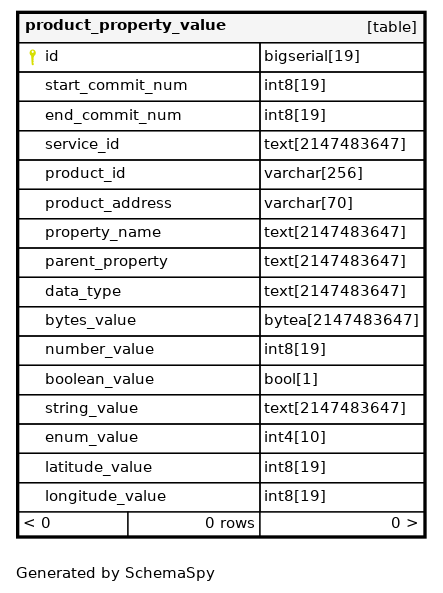 product_property_value [table]
id bigserial[19]
start_commit_num int8[19]
end_commit_num int8[19]
service_id text[2147483647]
product_id varchar[256]
product_address varchar[70]
property_name text[2147483647]
parent_property text[2147483647]
data_type text[2147483647]
bytes_value bytea[2147483647]
number_value int8[19]
boolean_value bool[1]
string_value text[2147483647]
enum_value int4[10]
latitude_value int8[19]
longitude_value int8[19]
< 0 0 rows 0 >
Generated by SchemaSpy